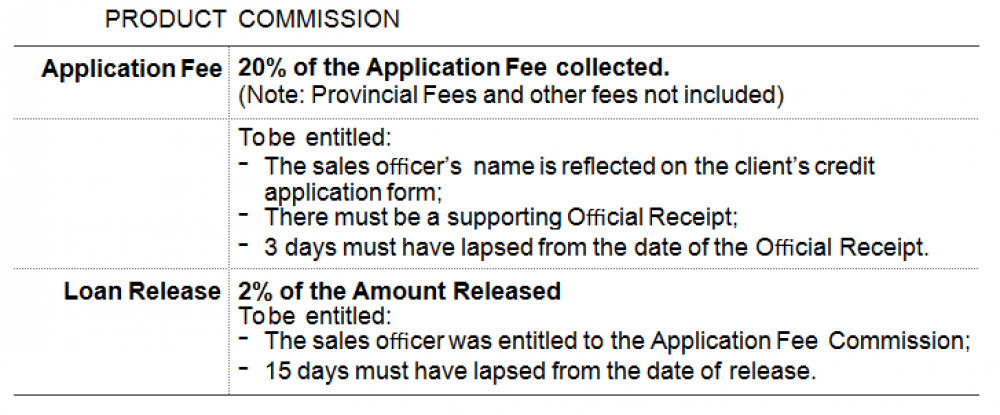 PRODUCT COMMISSION
Application Fee 20% of the Application Fee collected.
(Note: Provincial Fees and other fees not included)
To be entitled:
- The sales officer's name is reflected on the client's credit
application form;
- There must be a supporting Official Receipt;
- 3 days must have lapsed from the date of the Official Receipt.
Loan Release 2% of the Amount Released
To be entitled:
- The sales officer was entitled to the Application Fee Commission;
- 15 days must have lapsed from the date of release.